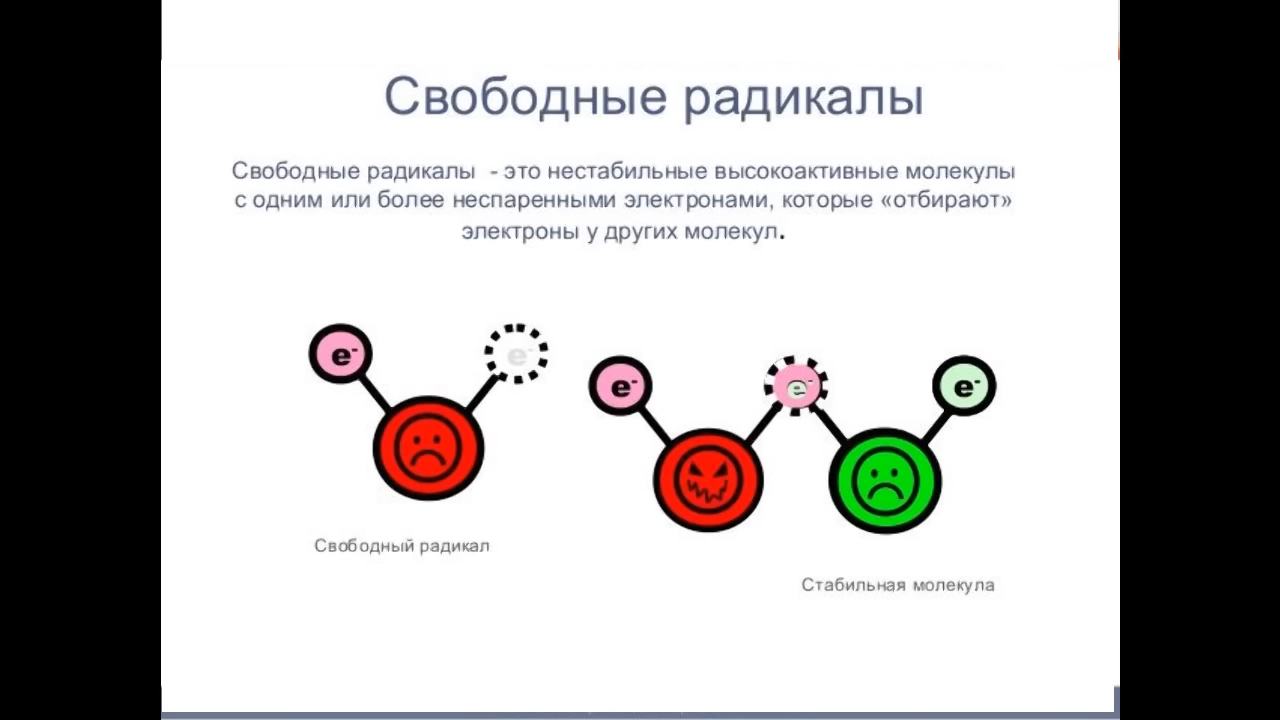 Свободные радикалы
Свободные радикалы - это нестабильные высокоактивные молекулы
с одним или более неспаренными электронами, которые «отбирают»
электроны у других молекул.
e- e-
e- e- e-
Свободный радикал
Стабильная молекула